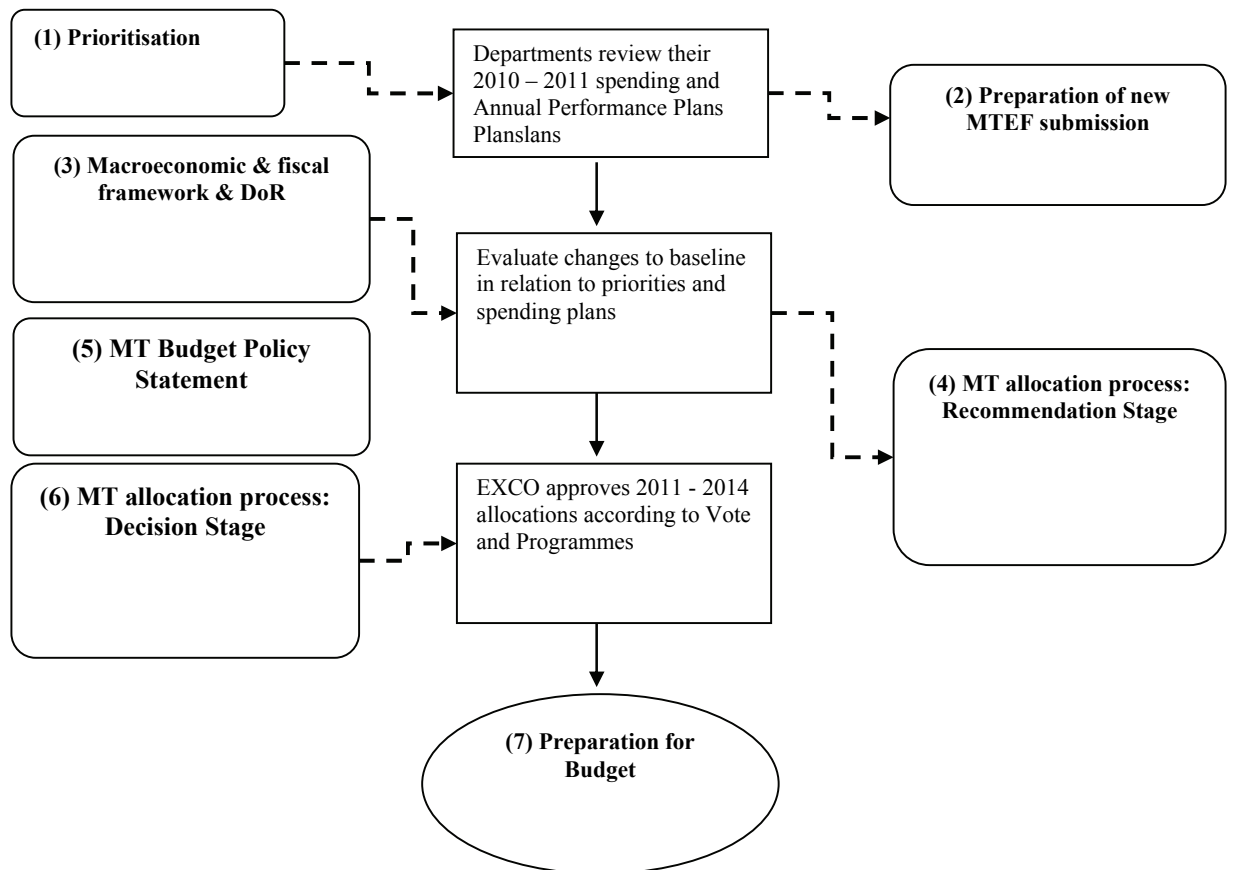 (1) Prioritisation
Departments review their
2010 – 2011 spending and
Annual Performance Plans
Planslans
(2) Preparation of new
MTEF submission
(3) Macroeconomic & fiscal
framework & DoR
Evaluate changes to baseline
in relation to priorities and
spending plans
(5) MT Budget Policy
Statement
(4) MT allocation process:
Recommendation Stage
(6) MT allocation process:
Decision Stage
EXCO approves 2011 - 2014
allocations according to Vote
and Programmes
(7) Preparation for
Budget